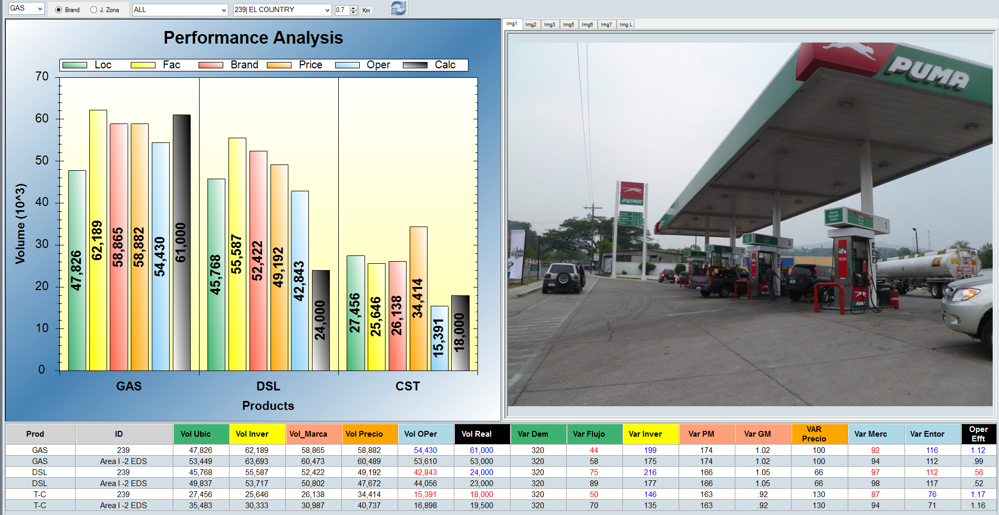 GAS Brand J. Zona ALL 239| EL COUNTRY 0.7 Km
Img1 Img2 Img3 Img5 Img6 Img7 Img L
Performance Analysis
Loc Fac Brand Price Oper Calc
Volume (10^3)
70
60
50
40
30
20
10
0
47,826 62,189 58,865 58,882 54,430 61,000
45,768 55,587 52,422 49,192 42,843 24,000
27,456 25,646 26,138 34,414 15,391 18,000
GAS DSL CST
Products
PUMA
PUMA
Diesel
Regular
Super
1
3
5
PUMA
Prod ID Vol Ubic Vol Inver Vol_Marca Vol Precio Vol OPer Vol Real Var Dem Var Flujo Var Inver Var PM Var GM VAR Precio Var Merc Var Entor Oper Efft
GAS 239 47,826 62,189 58,865 58,882 54,430 61,000 320 44 199 174 1.02 100 92 116 1.12
GAS Area I -2 EDS 53,449 63,693 60,473 60,489 53,610 53,000 320 58 175 174 1.02 100 94 112 .99
DSL 239 45,768 55,587 52,422 49,192 42,843 24,000 320 75 216 166 1.05 66 97 112 .56
DSL Area I -2 EDS 49,837 53,717 50,802 47,672 44,056 23,000 320 89 177 166 1.05 66 98 117 .52
T-C 239 27,456 25,646 26,138 34,414 15,391 18,000 320 50 146 163 .92 130 87 76 1.17
T-C Area I -2 EDS 35,483 30,333 30,987 40,737 16,898 19,500 320 70 135 163 .92 130 94 71 1.16